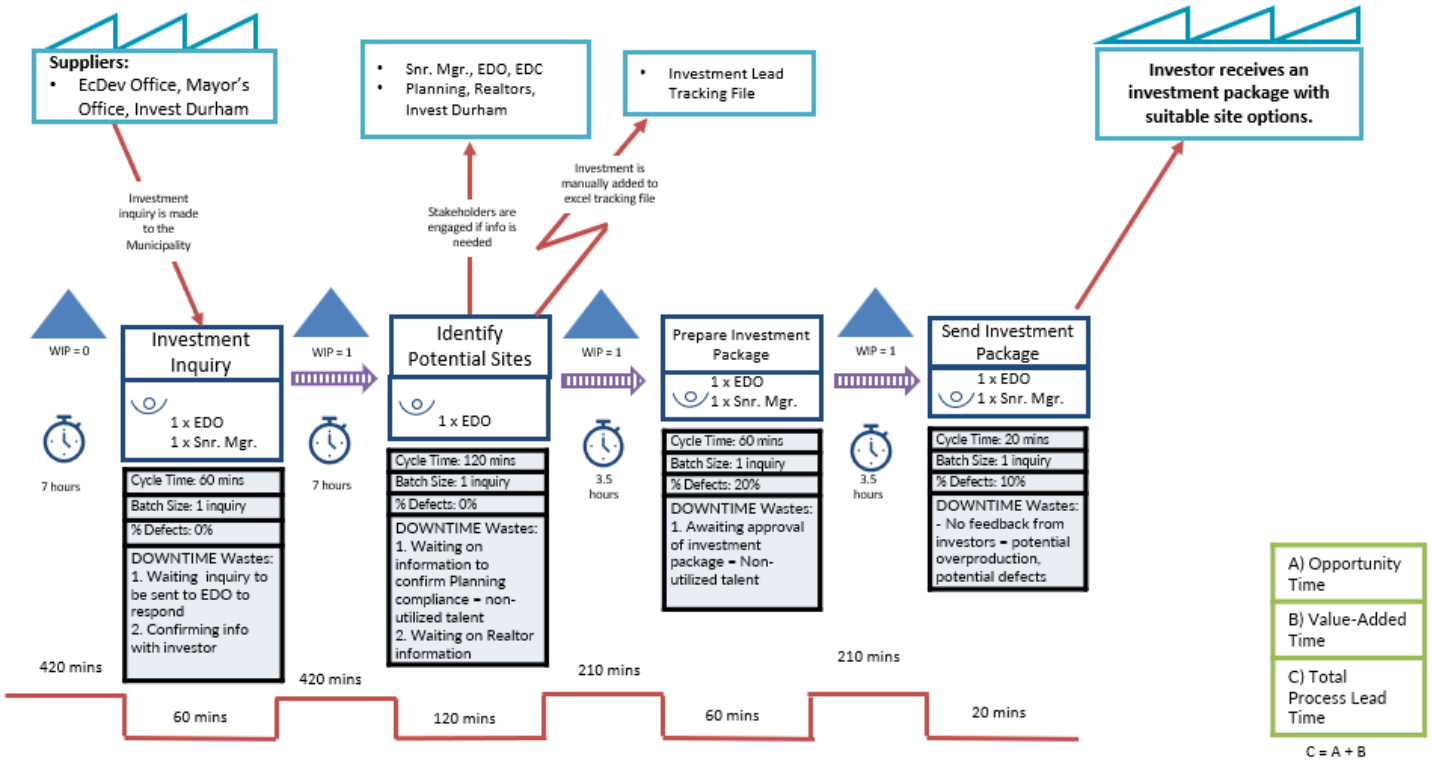 Suppliers:
• EcDev Office, Mayor's
Office, Invest Durham
• Snr. Mgr., EDO, EDC
• Planning, Realtors,
Invest Durham
• Investment Lead
Tracking File
Investor receives an
investment package with
suitable site options.
Investment
inquiry is made
to the
Municipality
Stakeholders are
engaged if info is
needed
Investment is
manually added to
excel tracking file
WIP = 0
7 hours
Investment
Inquiry
1 x EDO
1 x Snr. Mgr.
Cycle Time: 60 mins
Batch Size: 1 inquiry
% Defects: 0%
DOWNTIME Wastes:
1. Waiting inquiry to
be sent to EDO to
respond
2. Confirming info
with investor
WIP = 1
7 hours
Identify
Potential Sites
1 x EDO
Cycle Time: 120 mins
Batch Size: 1 inquiry
% Defects: 0%
DOWNTIME Wastes:
1. Waiting on
information to
confirm Planning
compliance = non-
utilized talent
2. Waiting on Realtor
information
WIP = 1
3.5
hours
Prepare Investment
Package
1 x EDO
1 x Snr. Mgr.
Cycle Time: 60 mins
Batch Size: 1 inquiry
% Defects: 20%
DOWNTIME Wastes:
1. Awaiting approval
of investment
package = Non-
utilized talent
WIP = 1
3.5
hours
Send Investment
Package
1 x EDO
1 x Snr. Mgr.
Cycle Time: 20 mins
Batch Size: 1 inquiry
% Defects: 10%
DOWNTIME Wastes:
- No feedback from
investors = potential
overproduction,
potential defects
420 mins
60 mins
420 mins
120 mins
210 mins
60 mins
210 mins
20 mins
A) Opportunity
Time
B) Value-Added
Time
C) Total
Process Lead
Time
C = A + B